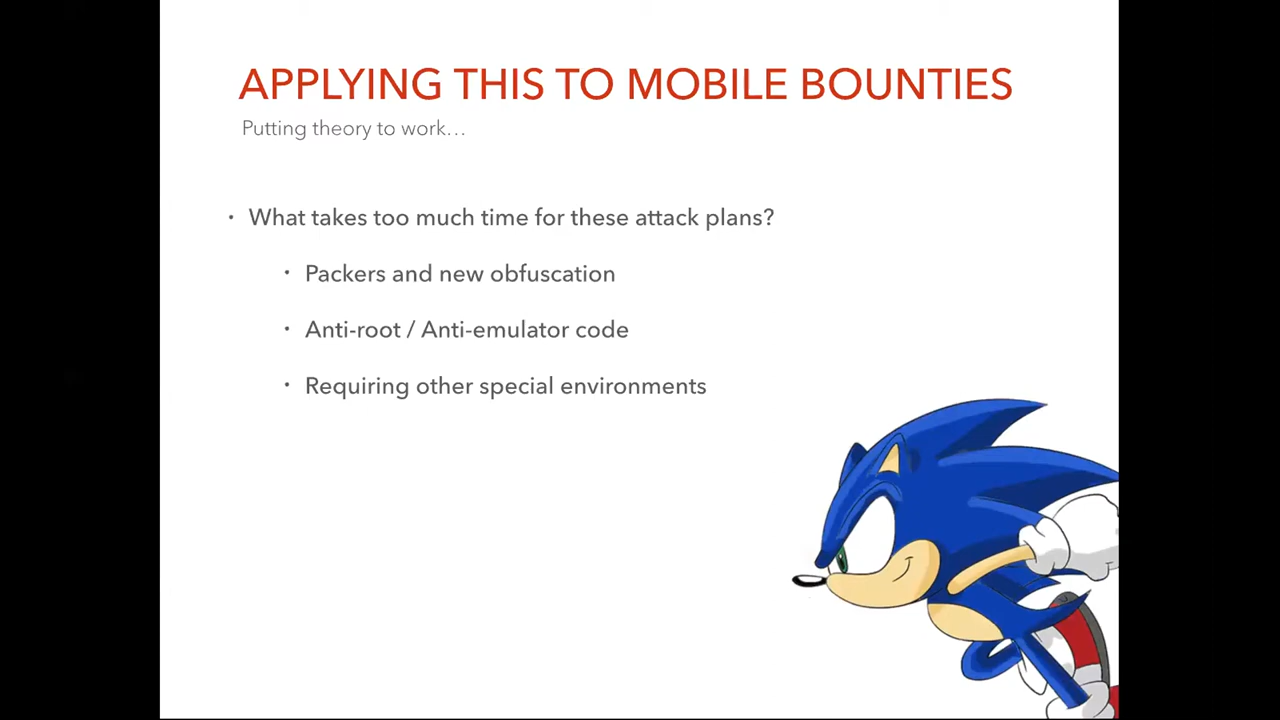 APPLYING THIS TO MOBILE BOUNTIES
Putting theory to work…
• What takes too much time for these attack plans?
• Packers and new obfuscation
• Anti-root / Anti-emulator code
• Requiring other special environments